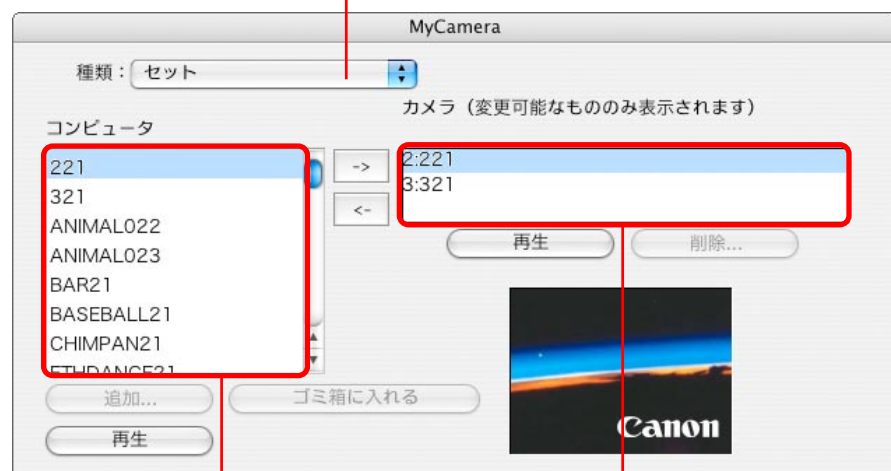 MyCamera
種類：セット
カメラ（変更可能なもののみ表示されます）
コンピュータ
221
321
ANIMAL022
ANIMAL023
BAR21
BASEBALL21
CHIMPAN21
ETHDANCE21
->
<-
2:221
3:321
再生
削除...
追加...
ゴミ箱に入れる
再生
Canon